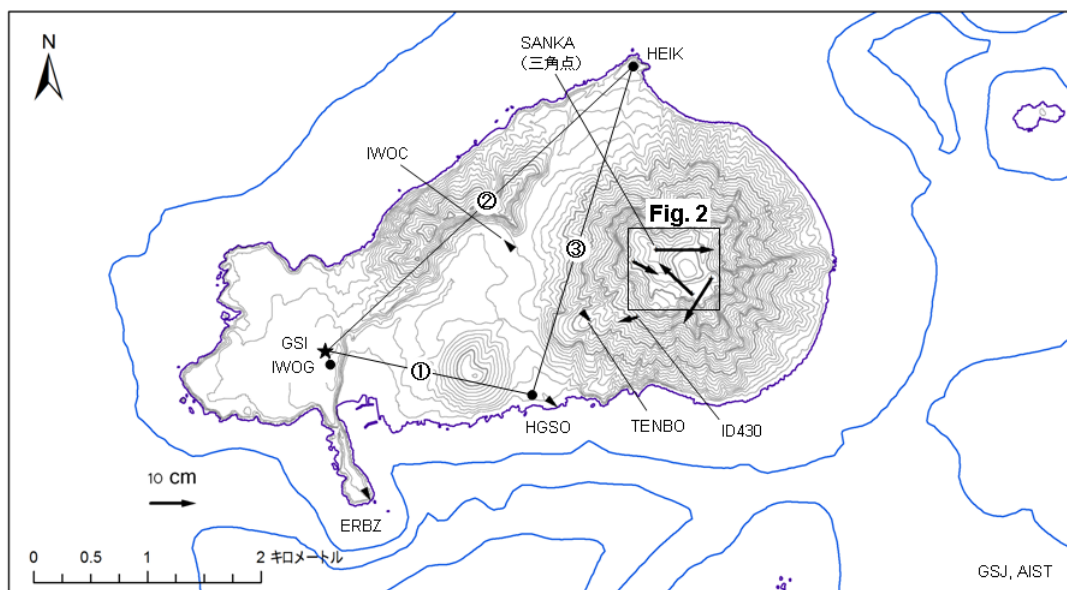 N
SANKA
(三角点)
HEIK
IWOC
②
Fig. 2
③
GSI
IWOG
①
HGSO
TENBO
ID430
10 cm
ERBZ
0 0.5 1 2 キロメートル
GSJ, AIST